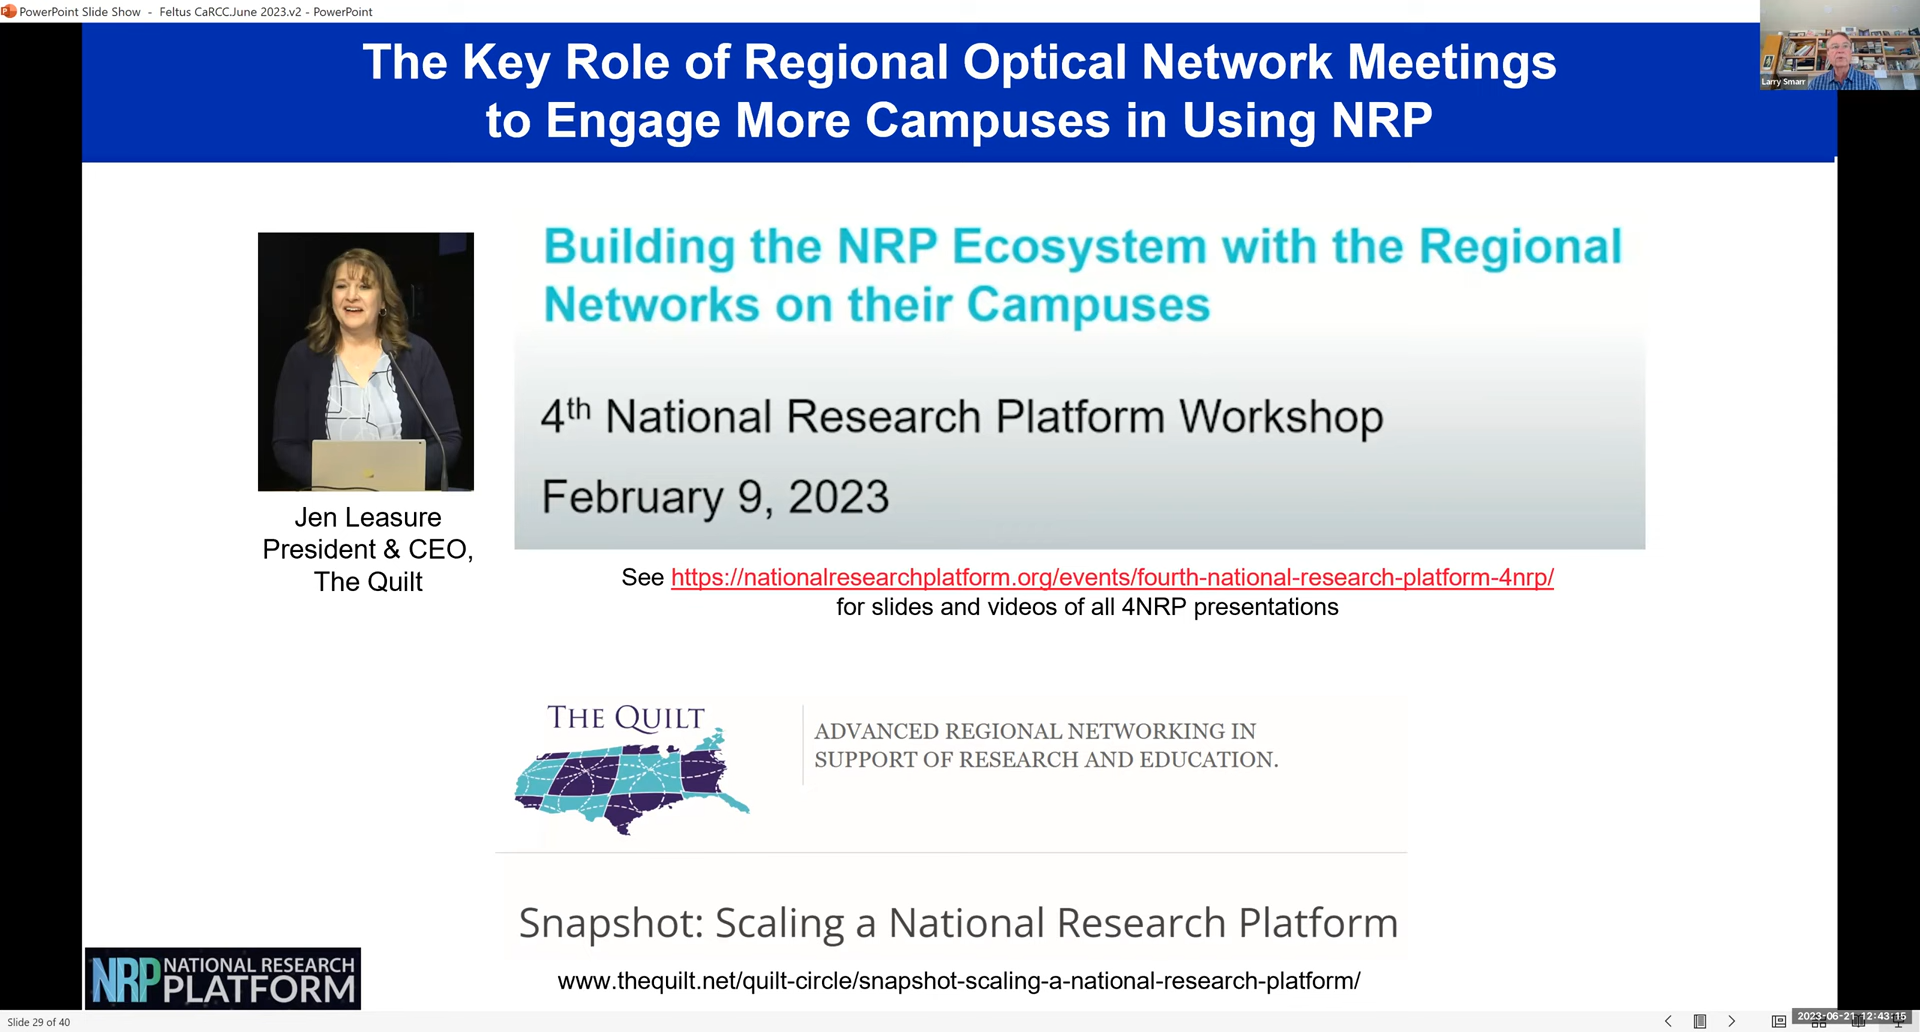 PowerPoint Slide Show - Feltus CaRCC.June 2023.v2 - PowerPoint
The Key Role of Regional Optical Network Meetings
to Engage More Campuses in Using NRP
Larry Smarr
Building the NRP Ecosystem with the Regional
Networks on their Campuses
4th National Research Platform Workshop
February 9, 2023
Jen Leasure
President & CEO,
The Quilt
See https://nationalresearchplatform.org/events/fourth-national-research-platform-4nrp/
for slides and videos of all 4NRP presentations
THE QUILT
ADVANCED REGIONAL NETWORKING IN
SUPPORT OF RESEARCH AND EDUCATION.
Snapshot: Scaling a National Research Platform
www.thequilt.net/quilt-circle/snapshot-scaling-a-national-research-platform/
NRP NATIONAL RESEARCH
PLATFORM
Slide 29 of 40
2023-06-21 12:43:15